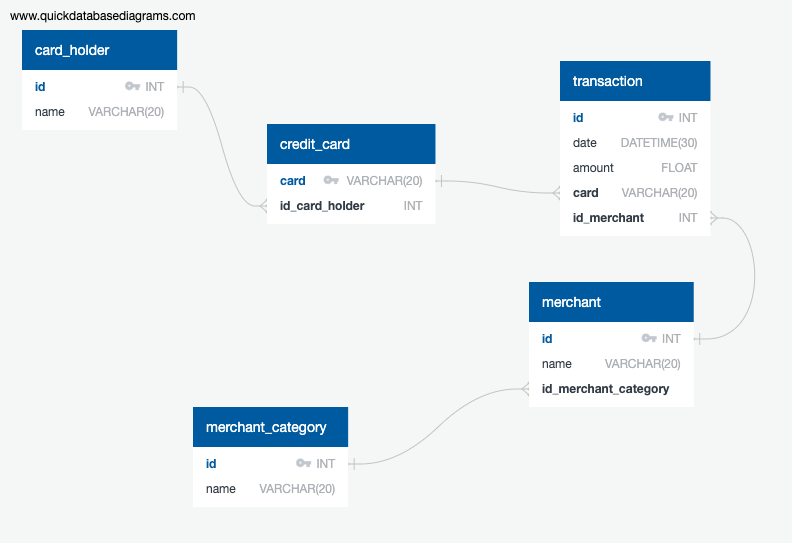 www.quickdatabasediagrams.com
card_holder
id INT
name VARCHAR(20)
credit_card
card VARCHAR(20)
id_card_holder INT
transaction
id INT
date DATETIME(30)
amount FLOAT
card VARCHAR(20)
id_merchant INT
merchant
id INT
name VARCHAR(20)
id_merchant_category
merchant_category
id INT
name VARCHAR(20)